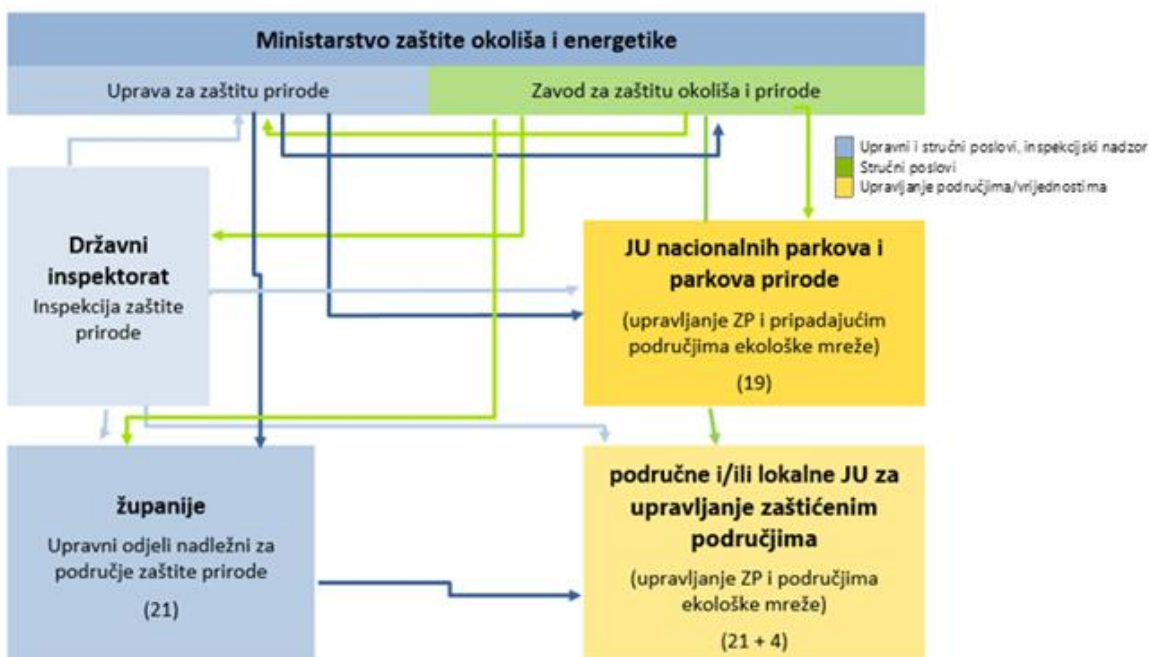 Ministarstvo zaštite okoliša i energetike
Uprava za zaštitu prirode
Zavod za zaštitu okoliša i prirode
Upravni i stručni poslovi, inspekcijski nadzor
Stručni poslovi
Upravljanje područjima/vrijednostima
Državni
inspektorat
Inspekcija zaštite
prirode
JU nacionalnih parkova i
parkova prirode
(upravljanje ZP i pripadajućim
područjima ekološke mreže)
(19)
županije
Upravni odjeli nadležni za
područje zaštite prirode
(21)
područne i/ili lokalne JU za
upravljanje zaštićenim
područjima
(upravljanje ZP i područjima
ekološke mreže)
(21 + 4)